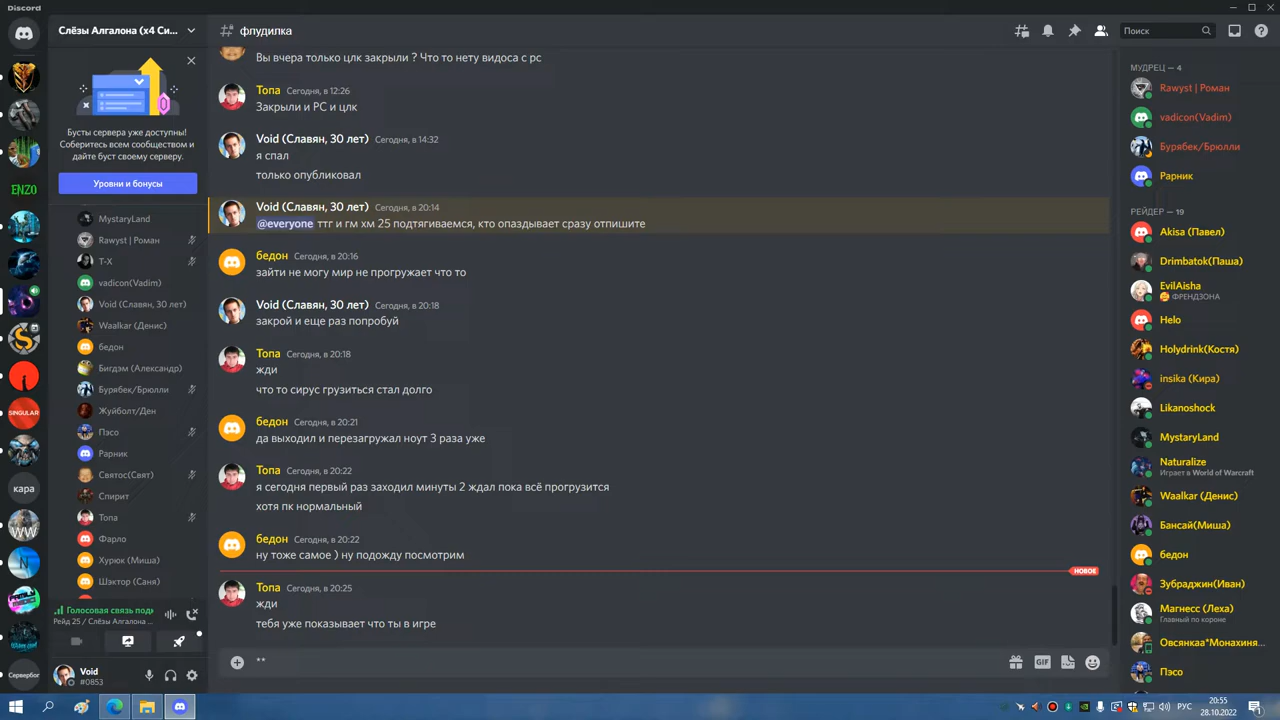 Discord
Слёзы Алгалона (x4 Си...
флудилка
Поиск
Бусты сервера уже доступны!
Соберитесь всем сообществом и
дайте буст своему серверу.
Уровни и бонусы
ENZO
SINGULAR
кара
WW
Сервербог
MystaryLand
Rawyst | Роман
T-X
vadicon(Vadim)
Void (Славян, 30 лет)
Waalkar (Денис)
бедон
Бигдэм (Александр)
Бурябек/Брюлли
Жуйболт/Ден
Пэсо
Рарник
Святос(Свят)
Спирит
Топа
Фарло
Хурюк (Миша)
Шэктор (Саня)
Голосовая связь подк
Рейд 25 / Слёзы Алгалона ...
Void
#0853
Вы вчера только цлк закрыли ? Что то нету видоса с рс
Топа Сегодня, в 12:26
Закрыли и РС и цлк
Void (Славян, 30 лет) Сегодня, в 14:32
я спал
только опубликовал
Void (Славян, 30 лет) Сегодня, в 20:14
@everyone ттг и гм хм 25 подтягиваемся, кто опаздывает сразу отпишите
бедон Сегодня, в 20:16
зайти не могу мир не прогружает что то
Void (Славян, 30 лет) Сегодня, в 20:18
закрой и еще раз попробуй
Топа Сегодня, в 20:18
жди
что то сирус грузиться стал долго
бедон Сегодня, в 20:21
да выходил и перезагружал ноут 3 раза уже
Топа Сегодня, в 20:22
я сегодня первый раз заходил минуты 2 ждал пока всё прогрузится
хотя пк нормальный
бедон Сегодня, в 20:22
ну тоже самое ) ну подожду посмотрим
НОВОЕ
Топа Сегодня, в 20:25
жди
тебя уже показывает что ты в игре
**
GIF
МУДРЕЦ — 4
Rawyst | Роман
vadicon(Vadim)
Бурябек/Брюлли
Рарник
РЕЙДЕР — 19
Akisa (Павел)
Drimbatok(Паша)
EvilAisha
ФРЕНДЗОНА
Helo
Holydrink(Костя)
insika (Кира)
Likanoshock
MystaryLand
Naturalize
Играет в World of Warcraft
Waalkar (Денис)
Бансай(Миша)
бедон
Зубраджин(Иван)
Магнесс (Леха)
Главный по короне
Овсянкаа*Монахиня...
Пэсо
РУС
20:55
28.10.2022